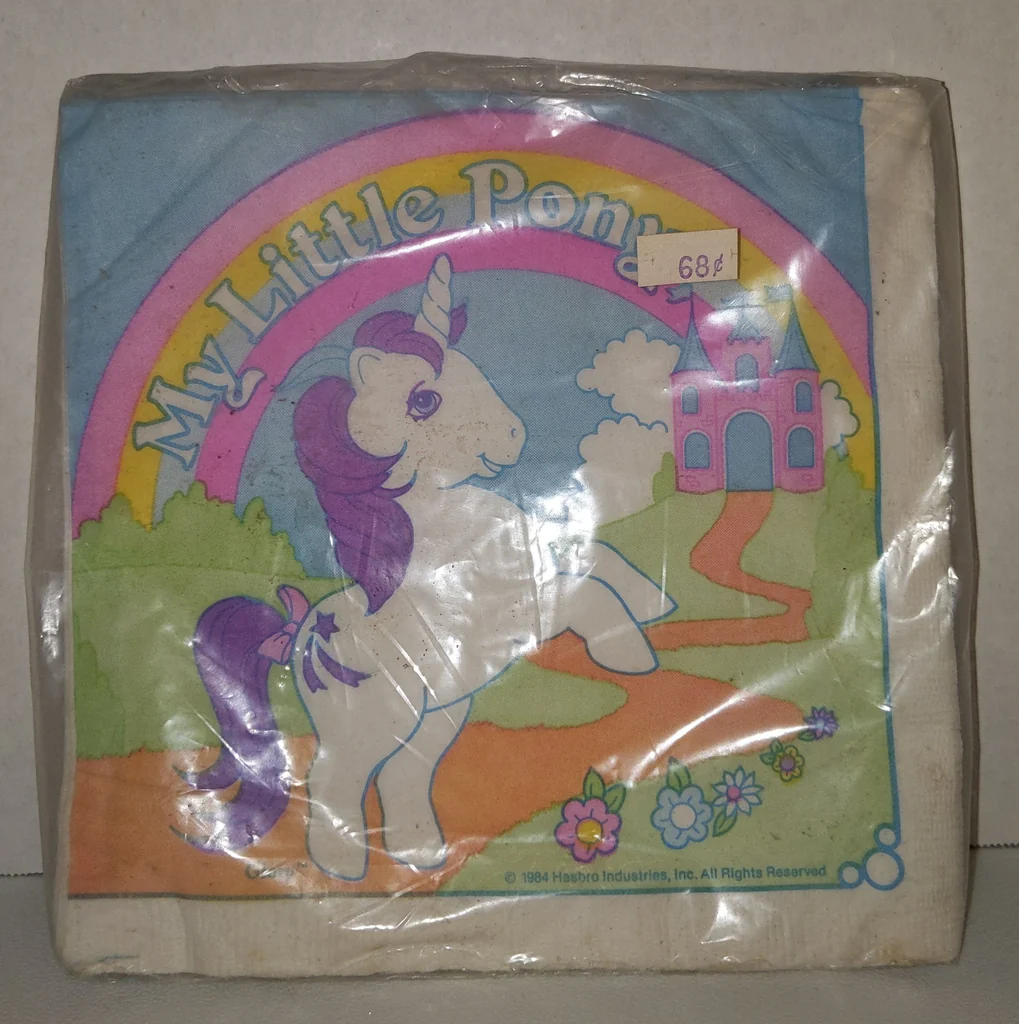 My Little Pony
68¢
© 1984 Hasbro Industries, Inc. All Rights Reserved